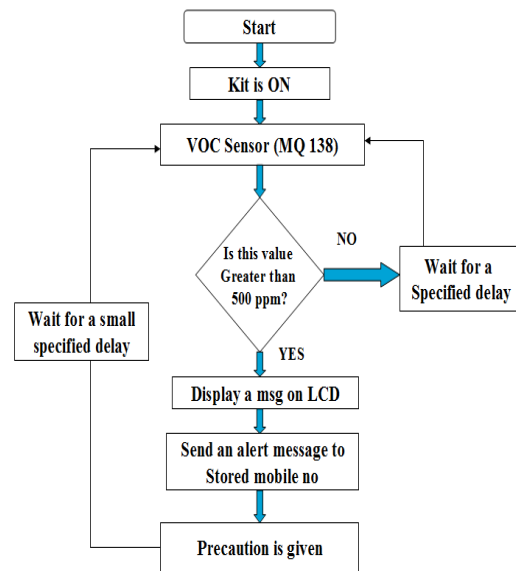 Start
Kit is ON
VOC Sensor (MQ 138)
Is this value
Greater than
500 ppm?
NO
Wait for a
Specified delay
Wait for a small
specified delay
YES
Display a msg on LCD
Send an alert message to
Stored mobile no
Precaution is given